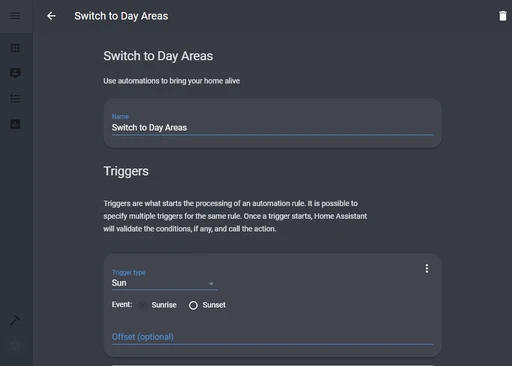 Switch to Day Areas
Switch to Day Areas
Use automations to bring your home alive
Name
Switch to Day Areas
Triggers
Triggers are what starts the processing of an automation rule. It is possible to
specify multiple triggers for the same rule. Once a trigger starts, Home Assistant
will validate the conditions, if any, and call the action.
Trigger type
Sun
Event: Sunrise Sunset
Offset (optional)